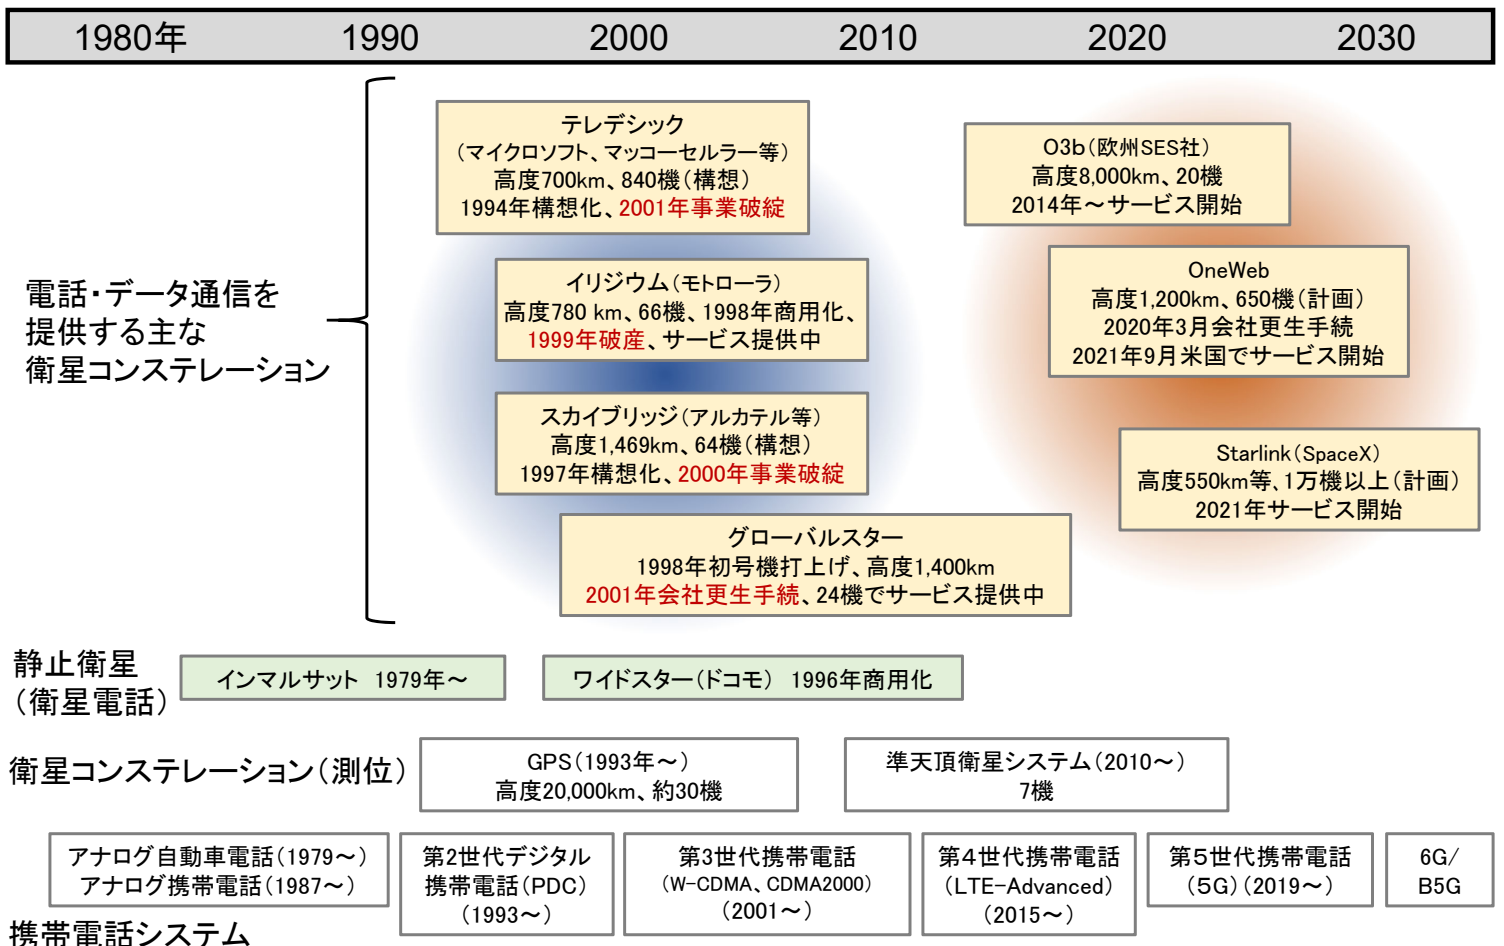 1980年 1990 2000 2010 2020 2030
電話・データ通信を
提供する主な
衛星コンステレーション
テレデシック
（マイクロソフト、マッコーセルラー等）
高度700km、840機（構想）
1994年構想化、2001年事業破綻
イリジウム（モトローラ）
高度780 km、66機、1998年商用化、
1999年破産、サービス提供中
スカイブリッジ（アルカテル等）
高度1,469km、64機（構想）
1997年構想化、2000年事業破綻
グローバルスター
1998年初号機打上げ、高度1,400km
2001年会社更生手続、24機でサービス提供中
O3b（欧州SES社）
高度8,000km、20機
2014年～サービス開始
OneWeb
高度1,200km、650機（計画）
2020年3月会社更生手続
2021年9月米国でサービス開始
Starlink（SpaceX）
高度550km等、1万機以上（計画）
2021年サービス開始
静止衛星
（衛星電話）
インマルサット 1979年～
ワイドスター（ドコモ） 1996年商用化
衛星コンステレーション（測位）
GPS（1993年～）
高度20,000km、約30機
準天頂衛星システム（2010～）
7機
アナログ自動車電話（1979～）
アナログ携帯電話（1987～）
第2世代デジタル
携帯電話（PDC）
（1993～）
第3世代携帯電話
（W-CDMA、CDMA2000）
（2001～）
第４世代携帯電話
（LTE-Advanced）
（2015～）
第５世代携帯電話
（５G）（2019～）
6G/
B5G
携帯電話システム